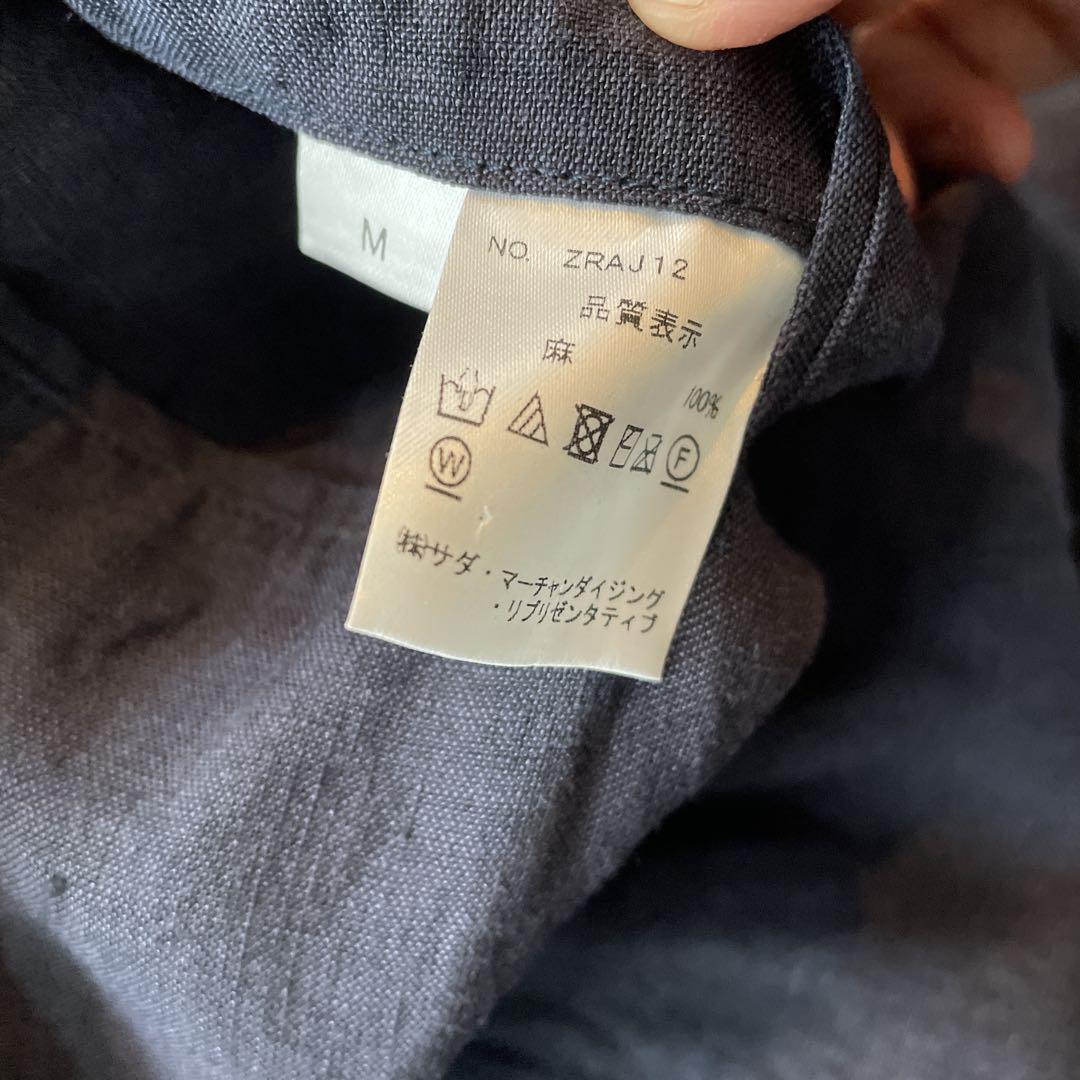 M
NO. ZRAJ12
品質表示
麻 100%
F
W
㈱サダ・マーチャンダイジング
・リプリゼンタティブ